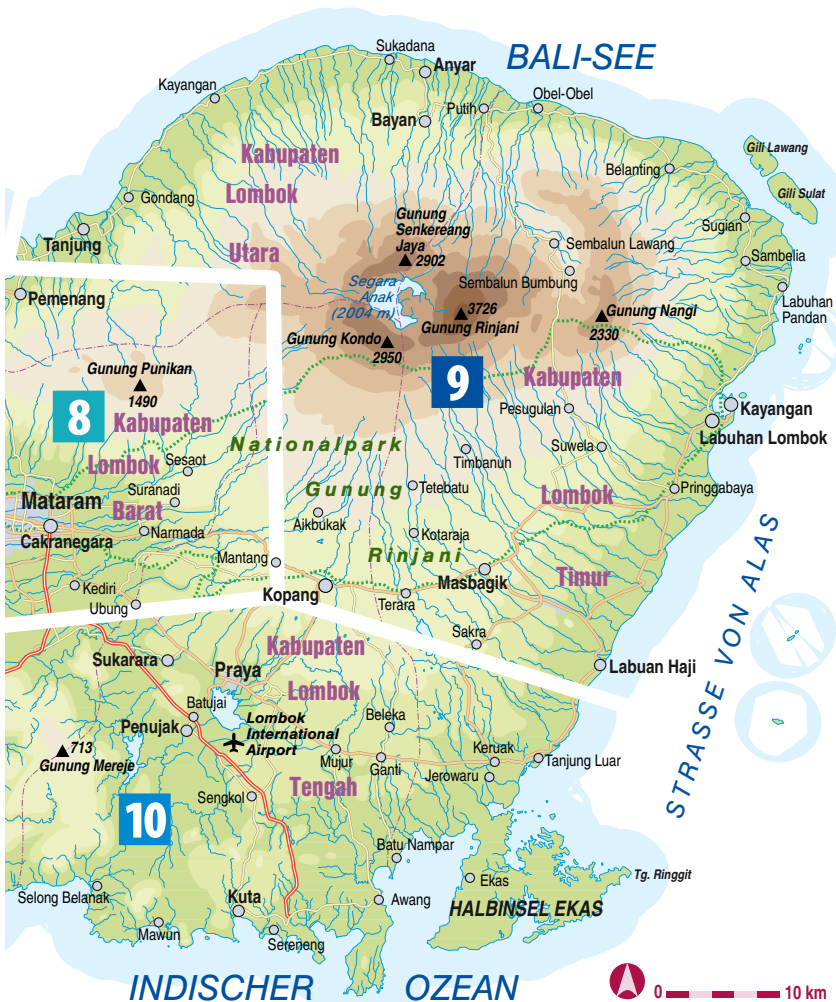 Sukadana
BALI-SEE
Anyar
Kayangan
Putih
Obel-Obel
Bayan
Gili Lawang
Kabupaten
Belanting
Gili Sulat
Gondang
Lombok
Gunung
Senkereang
Jaya
2902
Sugian
Tanjung
Utara
Sembalun Lawang
Sambelia
Segara
Anak
(2004 m)
Sembalun Bumbung
Pemenang
Labuhan
Pandan
3726
Gunung Rinjani
Gunung Nangi
2330
Gunung Kondo
2950
Gunung Punikan
1490
9
Kabupaten
8
Kabupaten
Pesugulan
Kayangan
Labuhan Lombok
Nationalpark
Suwela
Timbanuh
Lombok
Sesaot
Suranadi
Gunung
Tetebatu
Lombok
Pringgabaya
Mataram
Barat
Aikbukak
Cakranegara
Narmada
Kotaraja
Rinjani
Mantang
Masbagik
Timur
Kediri
Kopang
Terara
Ubung
STRASSE VON ALAS
Sakra
Kabupaten
Sukarara
Praya
Labuan Haji
Lombok
Batujai
Beleka
Penujak
Lombok
International
Airport
713
Gunung Mereje
Mujur
Ganti
Keruak
Tanjung Luar
Jerowaru
Tengah
Sengkol
10
Batu Nampar
Ekas
Tg. Ringgit
Selong Belanak
Kuta
Awang
HALBINSEL EKAS
Mawun
Sereneng
INDISCHER OZEAN
0 10 km